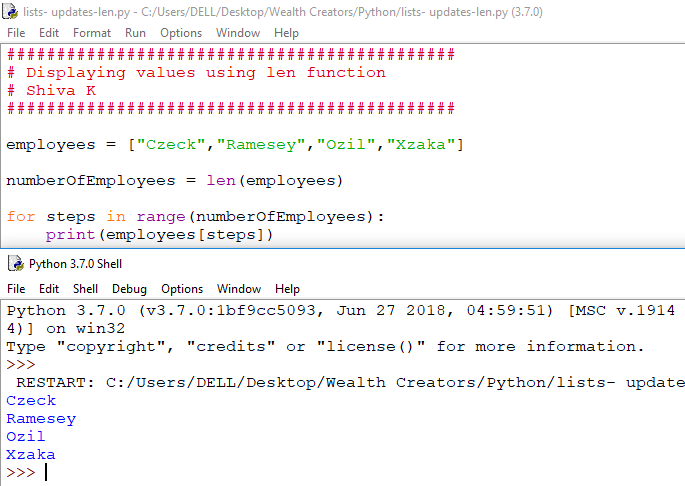 lists- updates-len.py - C:/Users/DELL/Desktop/Wealth Creators/Python/lists- updates-len.py (3.7.0)
File Edit Format Run Options Window Help
#############################################
# Displaying values using len function
# Shiva K
#############################################
employees = ["Czeck","Ramesey","Ozil","Xzaka"]
numberOfEmployees = len(employees)
for steps in range(numberOfEmployees):
    print(employees[steps])
Python 3.7.0 Shell
File Edit Shell Debug Options Window Help
Python 3.7.0 (v3.7.0:1bf9cc5093, Jun 27 2018, 04:59:51) [MSC v.1914
4)] on win32
Type "copyright", "credits" or "license()" for more information.
>>>
 RESTART: C:/Users/DELL/Desktop/Wealth Creators/Python/lists- update
Czeck
Ramesey
Ozil
Xzaka
>>>